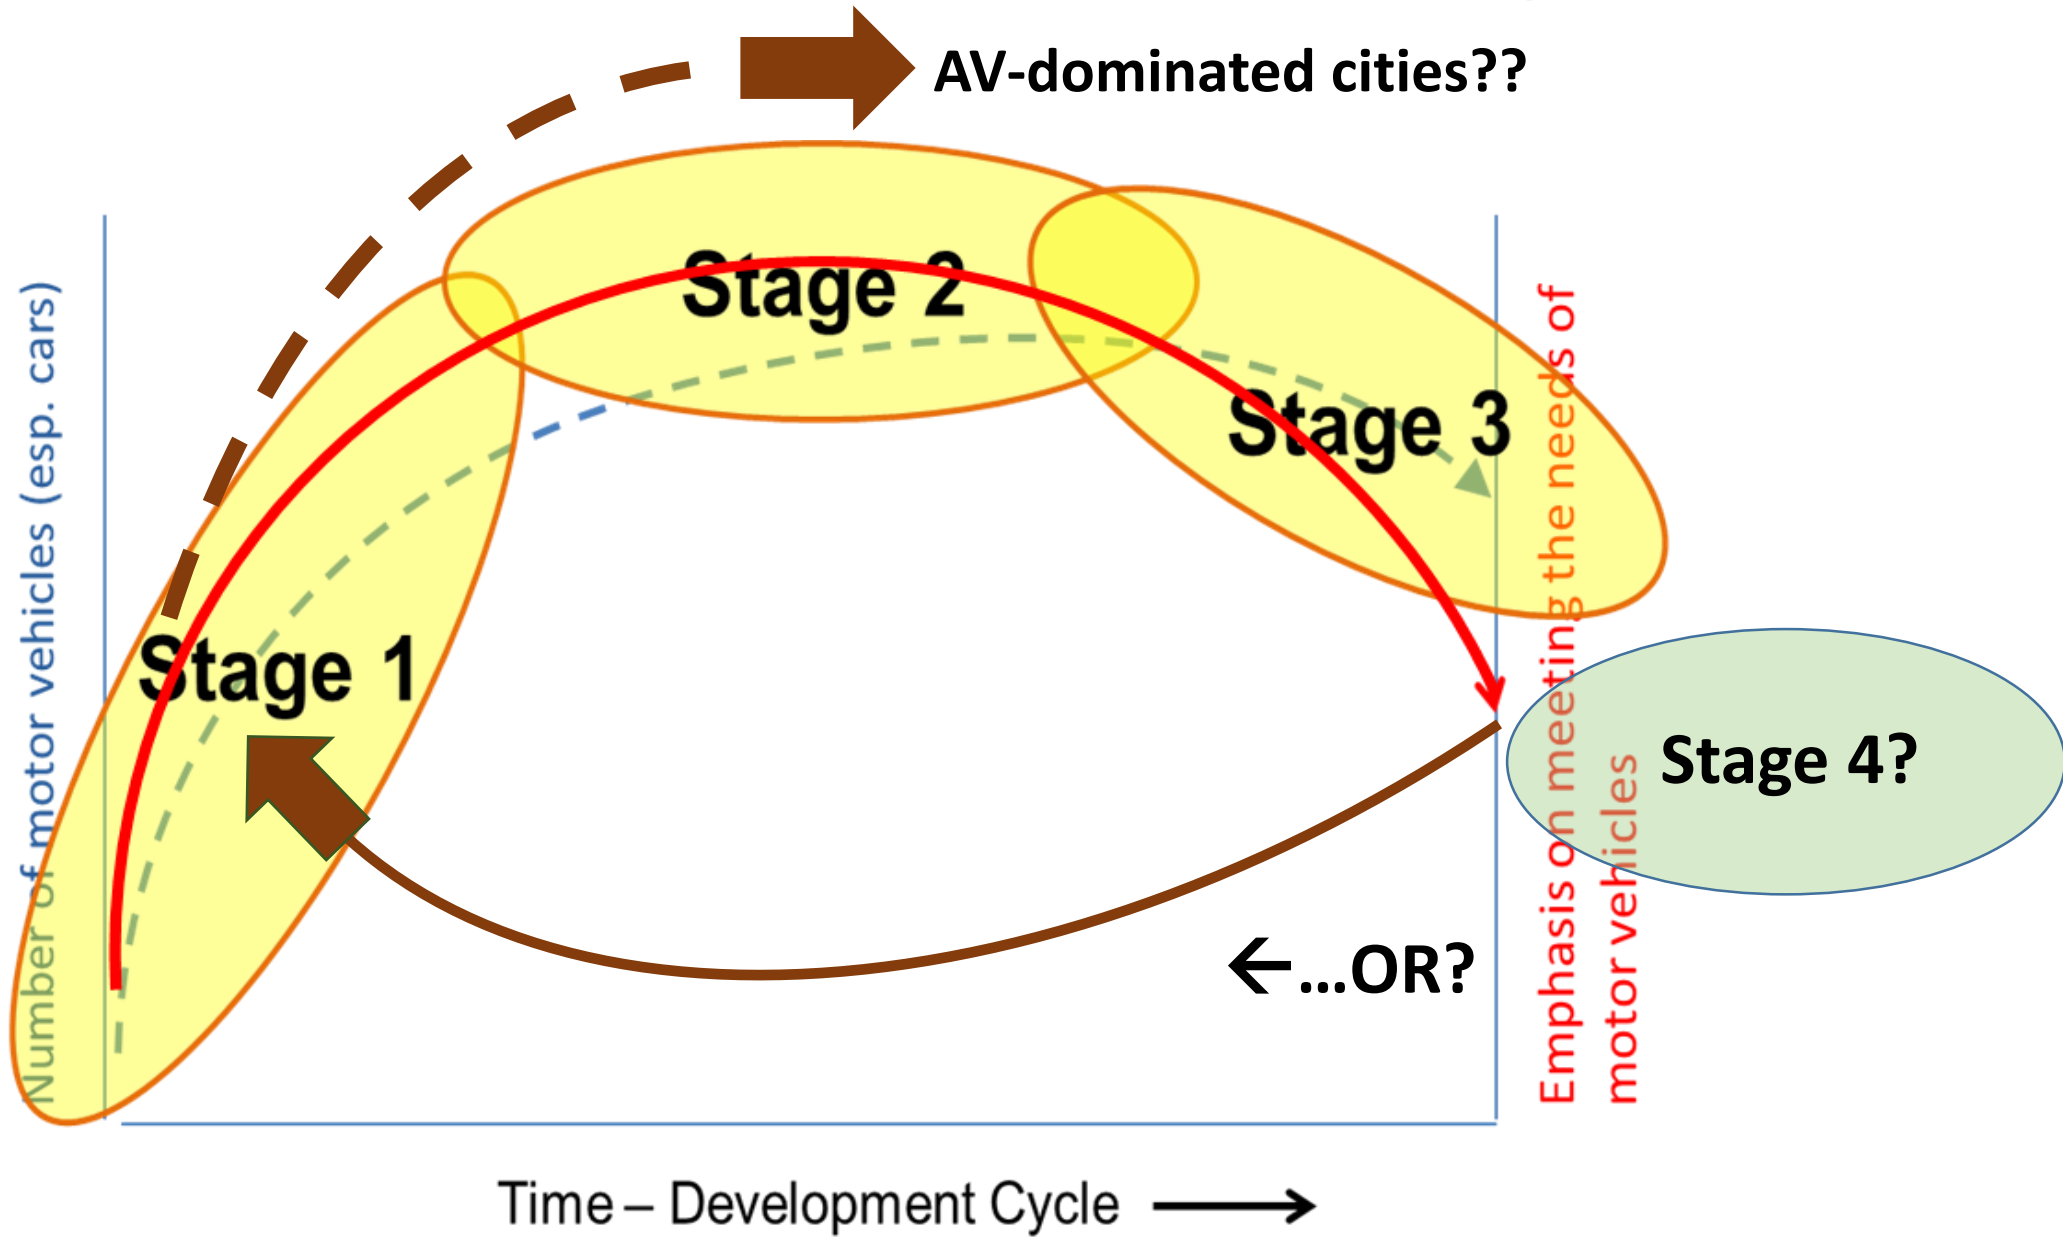 AV-dominated cities??
Stage 2
Stage 3
Stage 1
Stage 4?
←...OR?
Number of motor vehicles (esp. cars)
Emphasis on meeting the needs of
motor vehicles
Time – Development Cycle